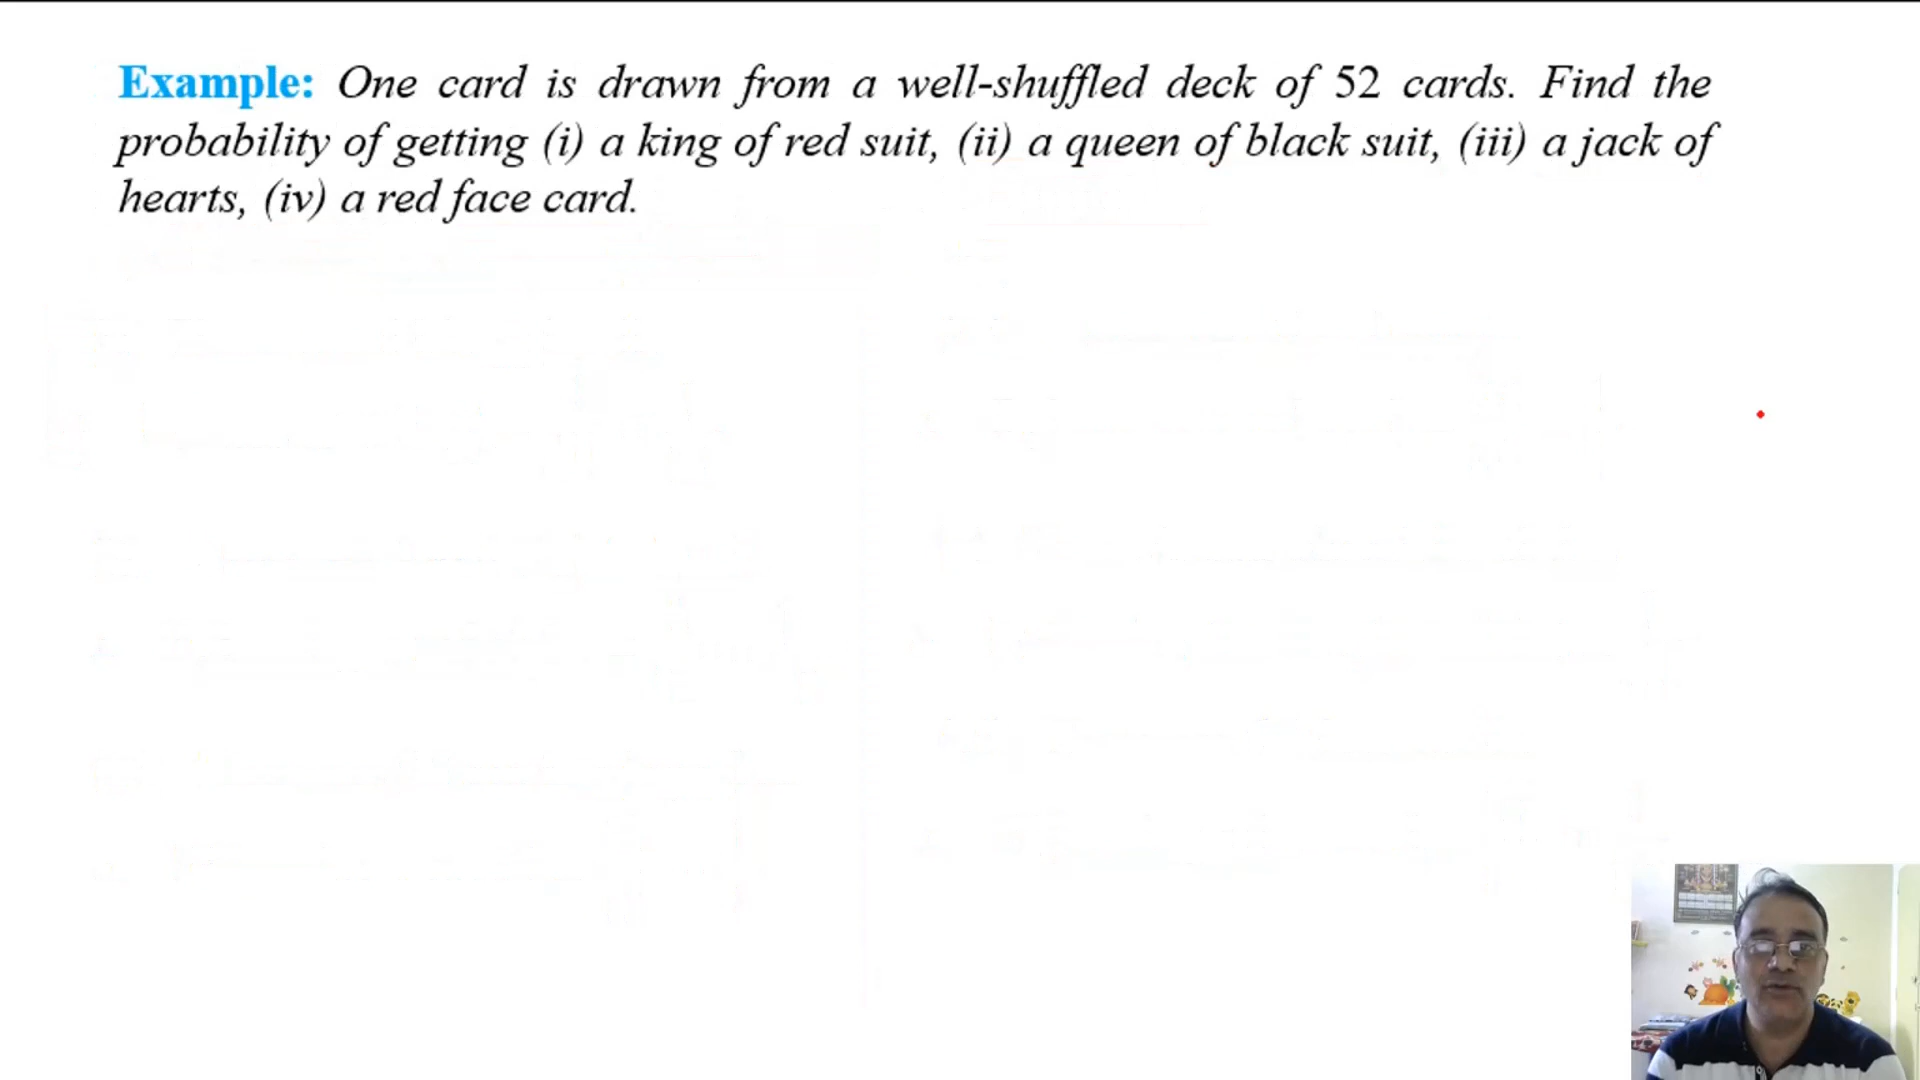 Example: One card is drawn from a well-shuffled deck of 52 cards. Find the
probability of getting (i) a king of red suit, (ii) a queen of black suit, (iii) a jack of
hearts, (iv) a red face card.